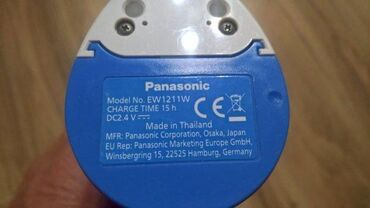 Panasonic
Model No. EW1211W
CHARGE TIME 15 h
DC2.4 V
Made in Thailand
MFR: Panasonic Corporation, Osaka, Japan
EU Rep: Panasonic Marketing Europe GmbH,
Winsbergring 15, 22525 Hamburg, Germany
CE